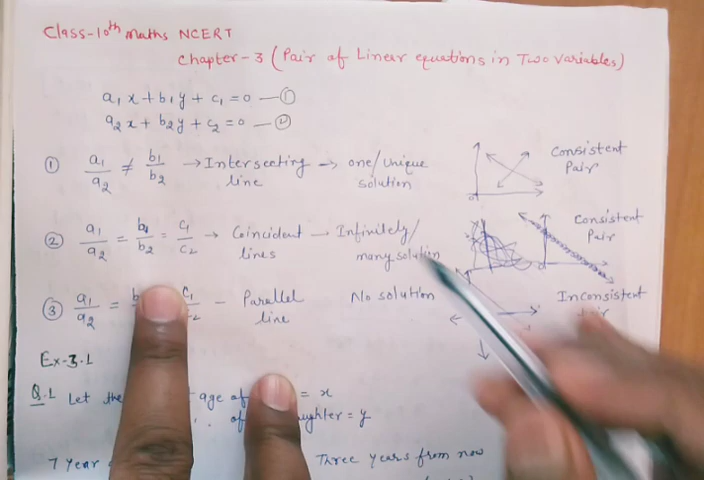 Class-10th Maths NCERT
Chapter-3 (Pair of Linear equations in Two Variables)
a₁x + b₁y + c₁ = 0 —①
a₂x + b₂y + c₂ = 0 —②
① a₁/a₂ ≠ b₁/b₂ → Intersecting line → one/Unique solution Consistent Pair
② a₁/a₂ = b₁/b₂ = c₁/c₂ → Coincident lines → Infinitely/ many solution Consistent Pair
③ a₁/a₂ = c₁ – Parallel line No solution Inconsistent
Ex-3.1
Q.1 Let the age of = x
of = y
7 Year Three years from now